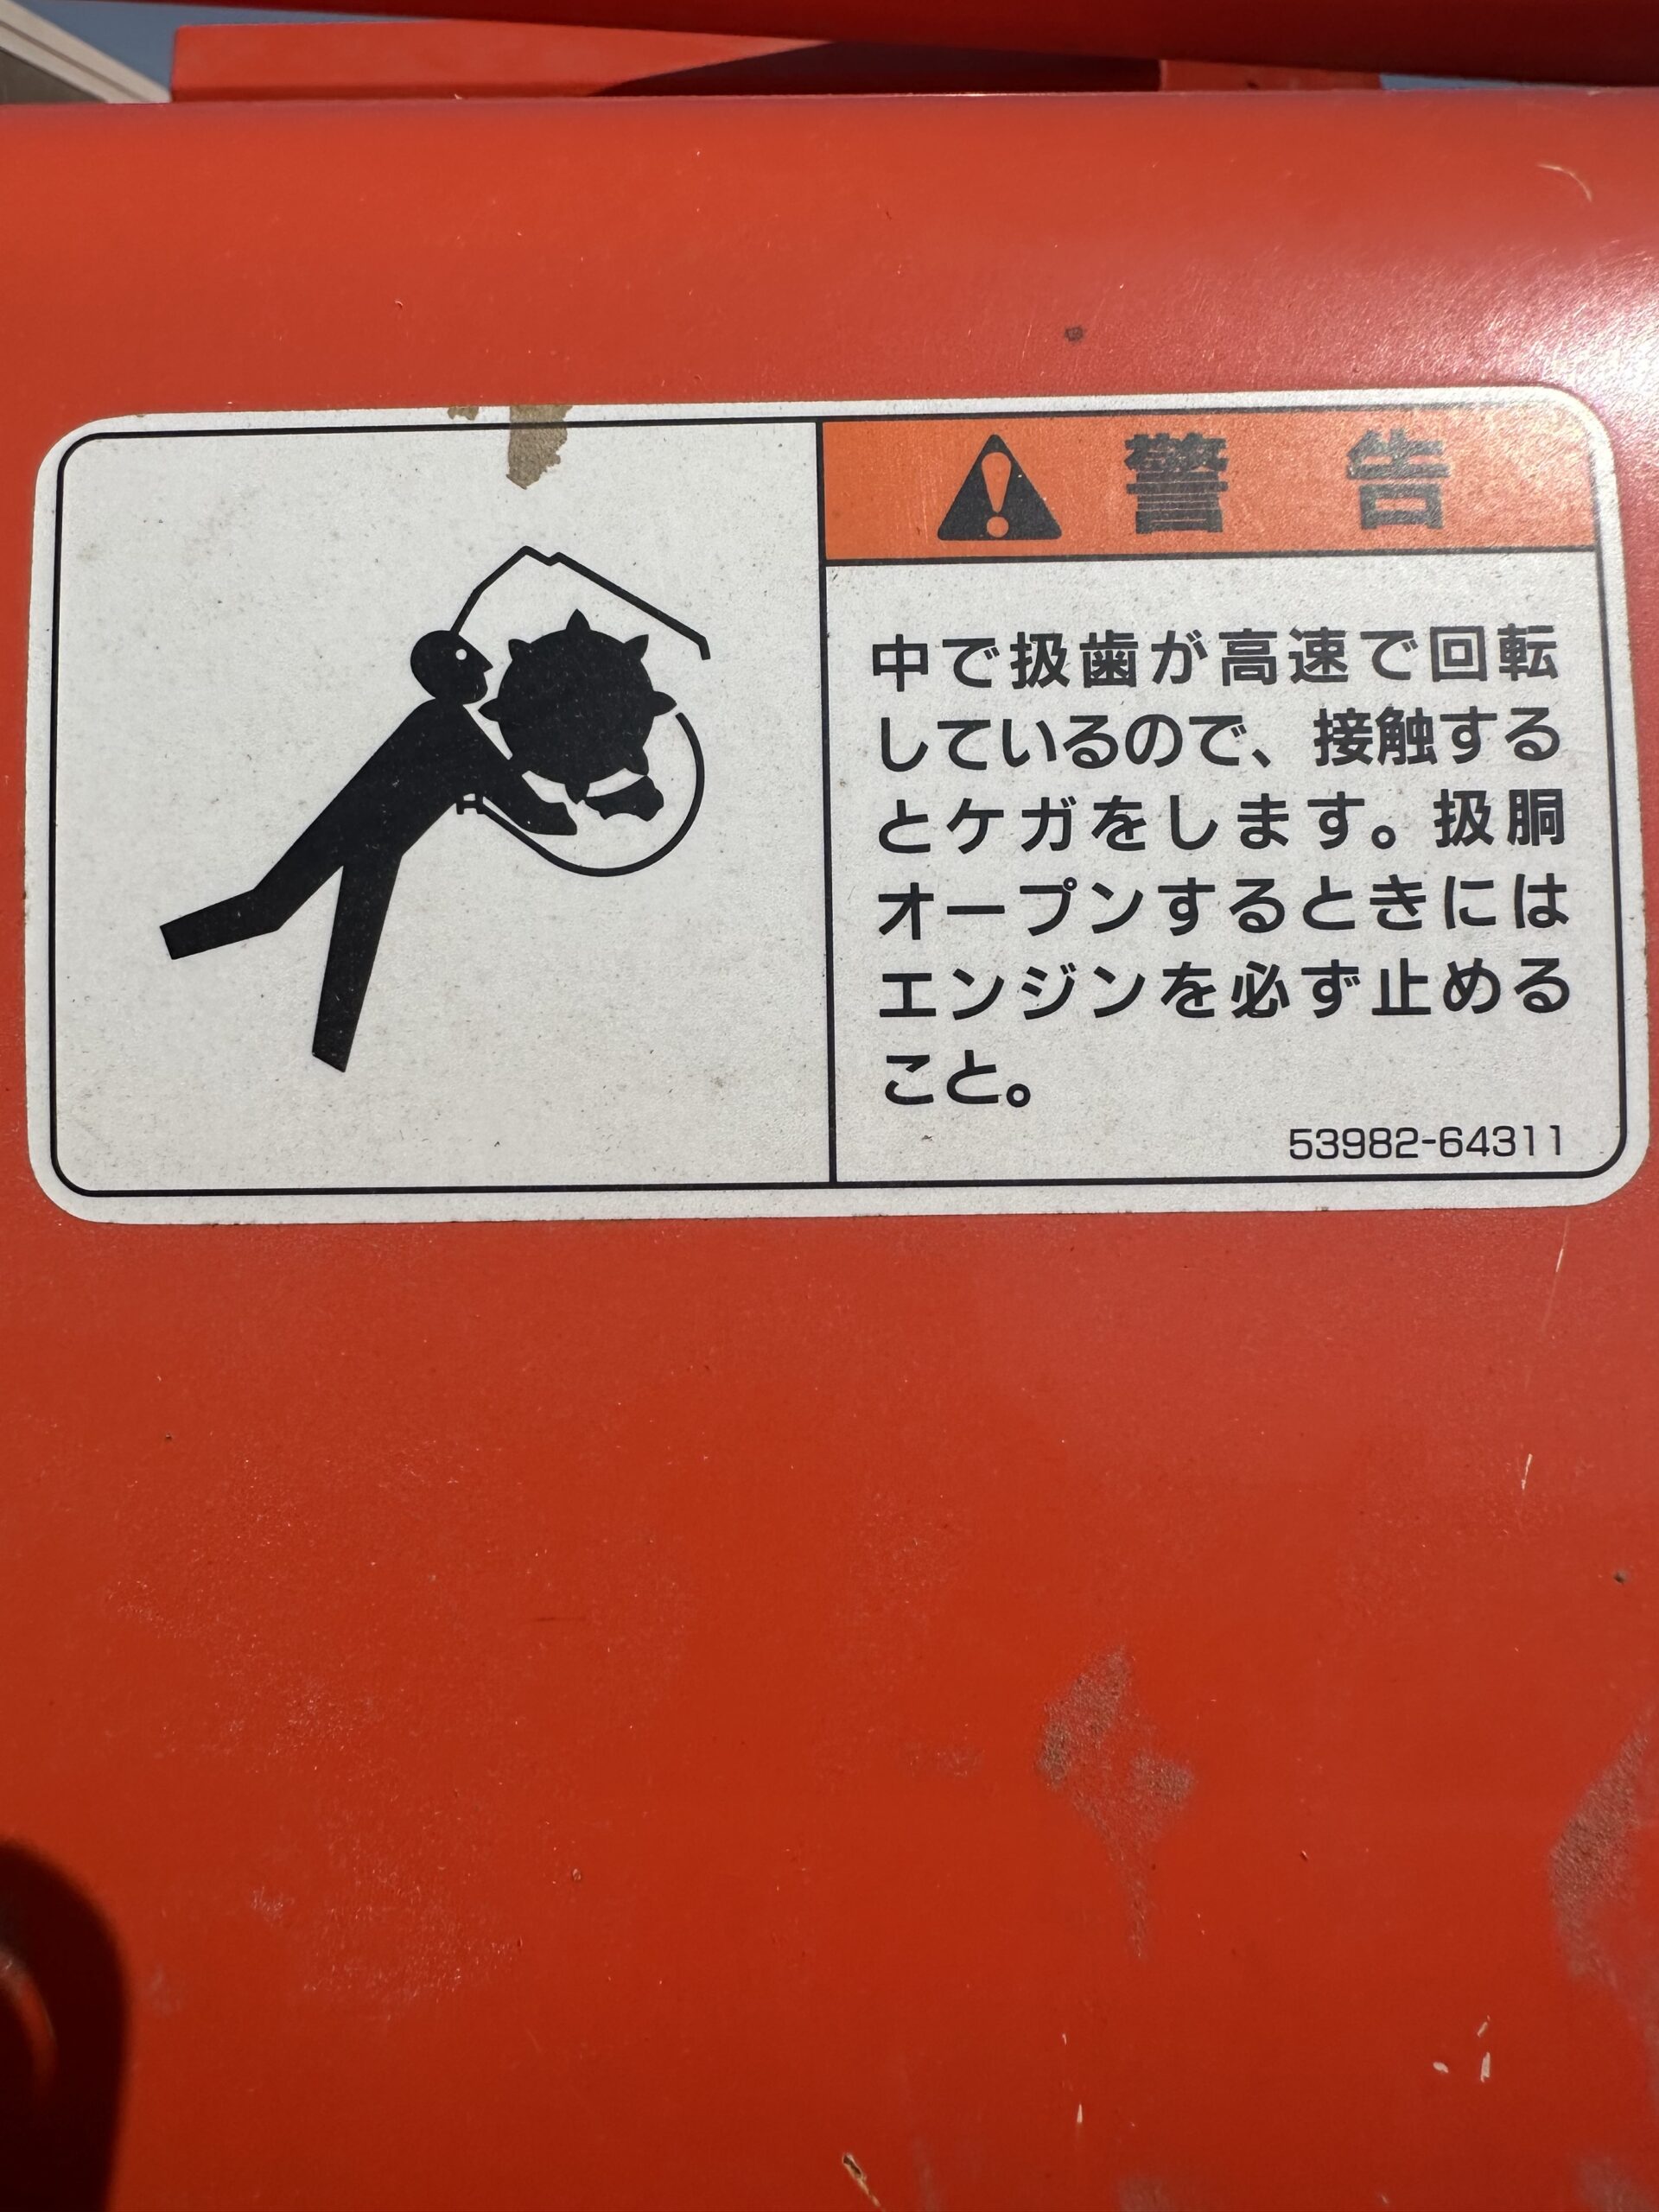 警告
中で扱歯が高速で回転
しているので、接触する
とケガをします。扱胴
オープンするときには
エンジンを必ず止める
こと。
53982-64311